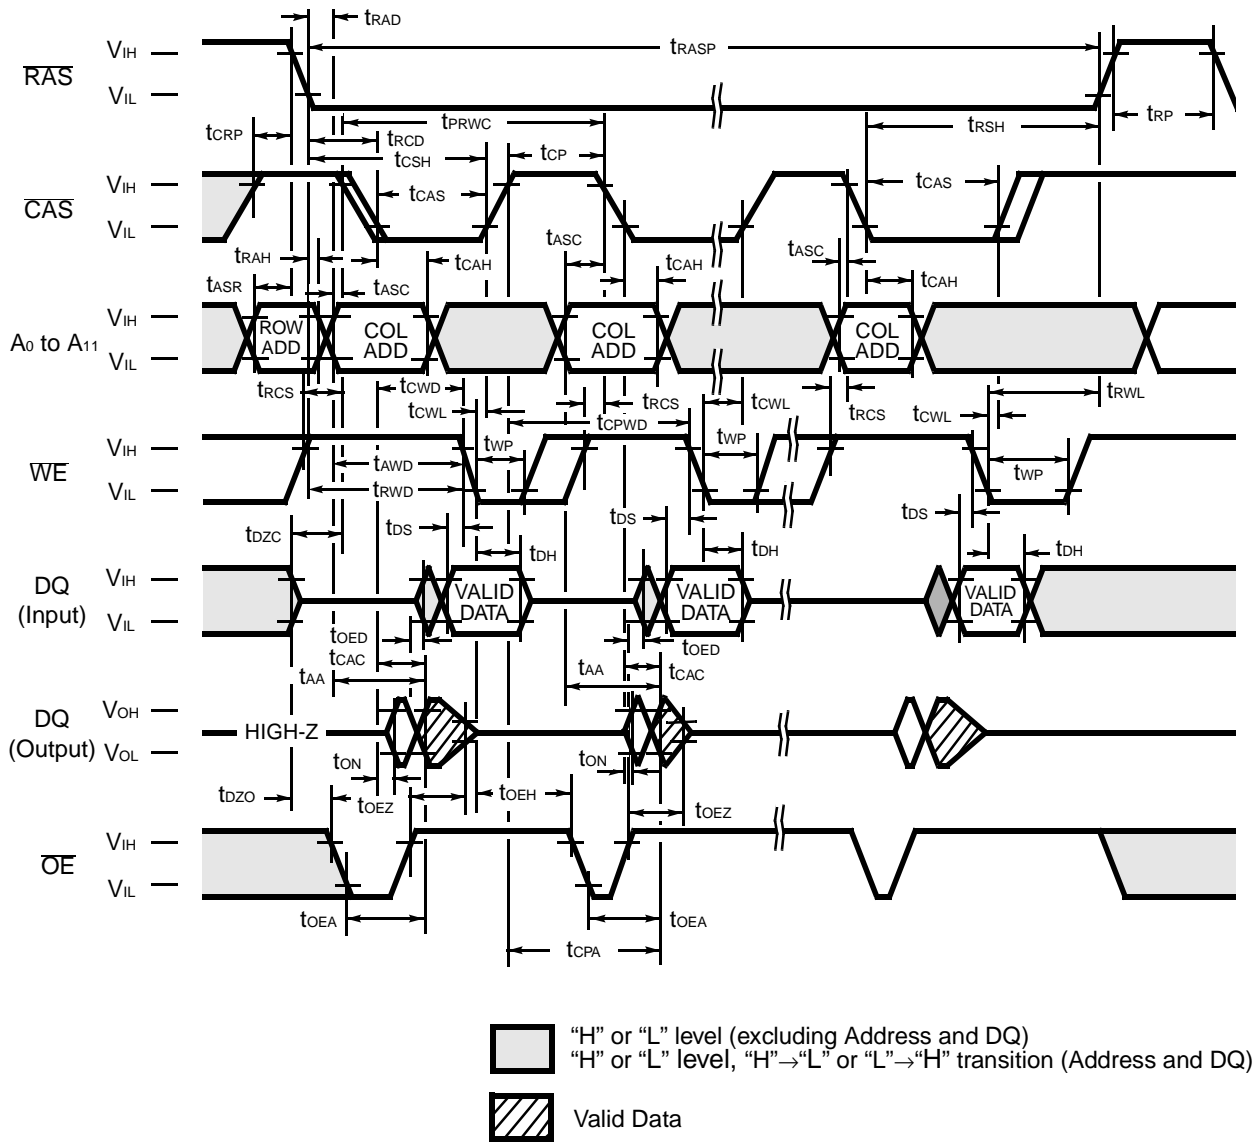 tRAD
VIH
tRASP
RAS
VIL
tCRP
tRCD
tPRWC
tRSH
tRP
tCSH
tCP
VIH
CAS
tCAS
tCAS
VIL
tRAH
tASC
tCAH
tASC
tCAH
tCAH
tASR
tASC
VIH
A0 to A11
ROW ADD
COL ADD
COL ADD
COL ADD
VIL
tRCS
tCWD
tCWL
tRCS
tCPWD
tCWL
tRCS
tCWL
tRWL
VIH
WE
tWP
tWP
tWP
tAWD
VIL
tRWD
tDZC
tDS
tDH
tDS
tDH
tDS
tDH
VIH
DQ (Input)
VALID DATA
VALID DATA
VALID DATA
VIL
tOED
tOED
tCAC
tCAC
tAA
tAA
VOH
DQ (Output)
HIGH-Z
VOL
tON
tON
tDZO
tOEZ
tOEH
tOEZ
VIH
OE
VIL
tOEA
tOEA
tCPA
“H” or “L” level (excluding Address and DQ)
“H” or “L” level, “H”→“L” or “L”→“H” transition (Address and DQ)
Valid Data